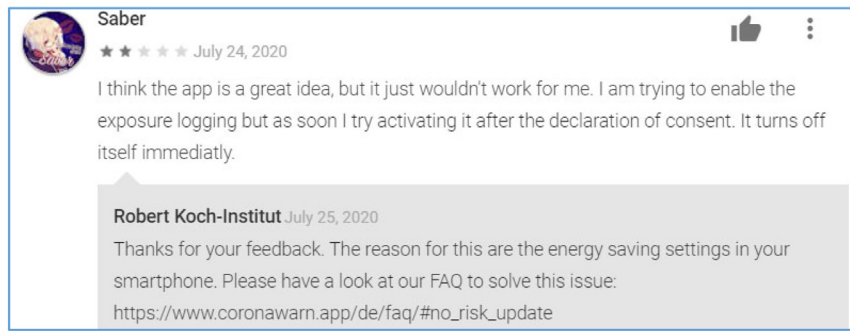 Saber
July 24, 2020
I think the app is a great idea, but it just wouldn't work for me. I am trying to enable the
exposure logging but as soon I try activating it after the declaration of consent. It turns off
itself immediatly.
Robert Koch-Institut July 25, 2020
Thanks for your feedback. The reason for this are the energy saving settings in your
smartphone. Please have a look at our FAQ to solve this issue:
https://www.coronawarn.app/de/faq/#no_risk_update